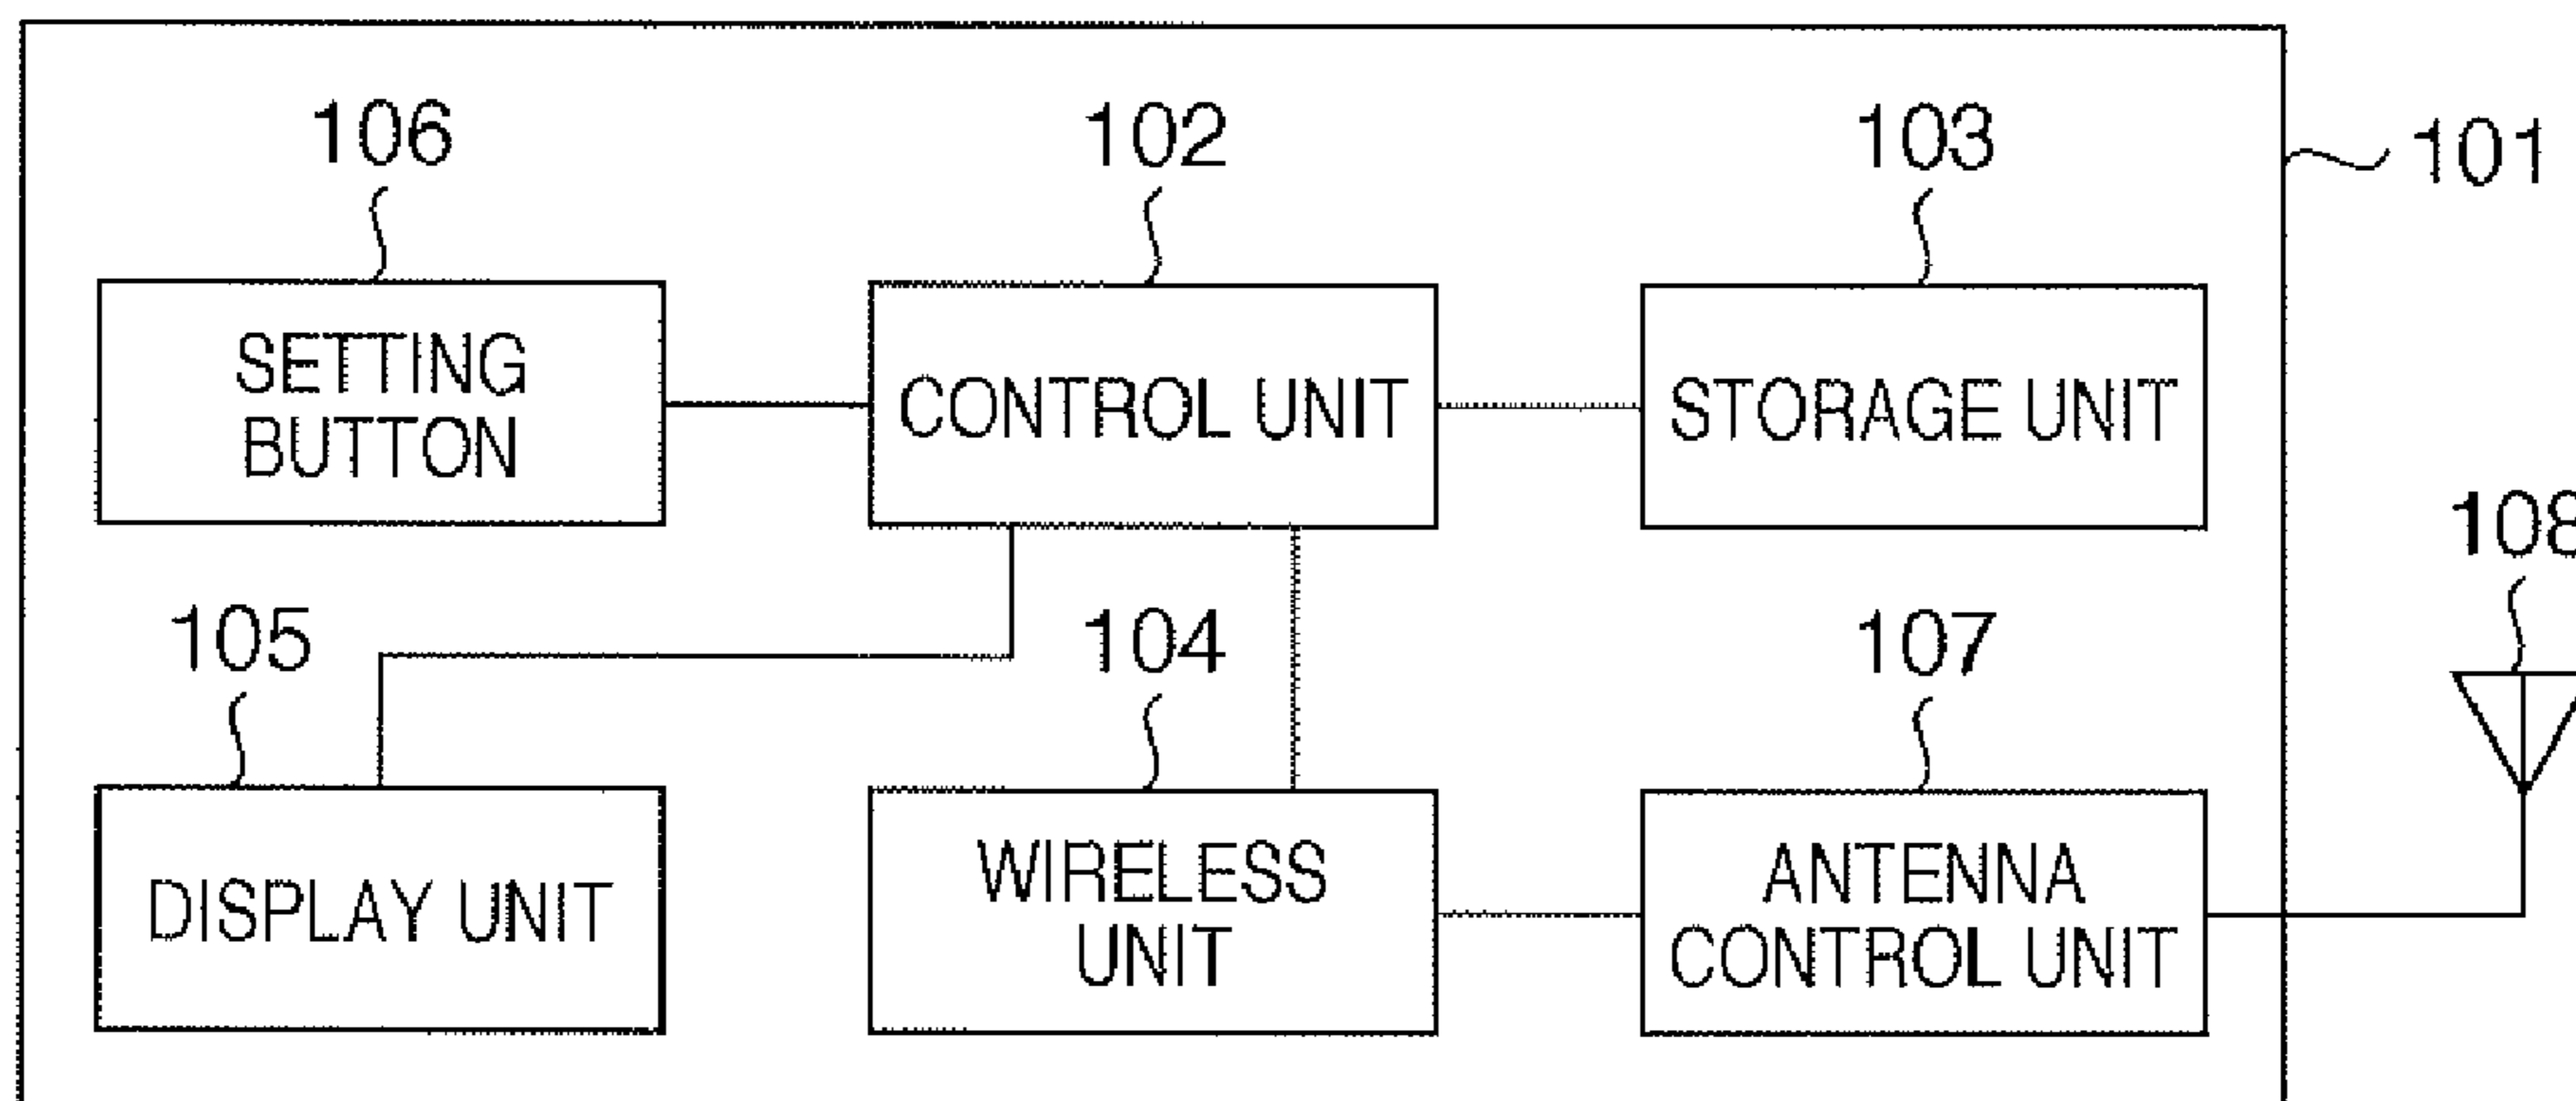 106
102
103
101
SETTING
BUTTON
CONTROL UNIT
STORAGE UNIT
108
105
104
107
DISPLAY UNIT
WIRELESS
UNIT
ANTENNA
CONTROL UNIT